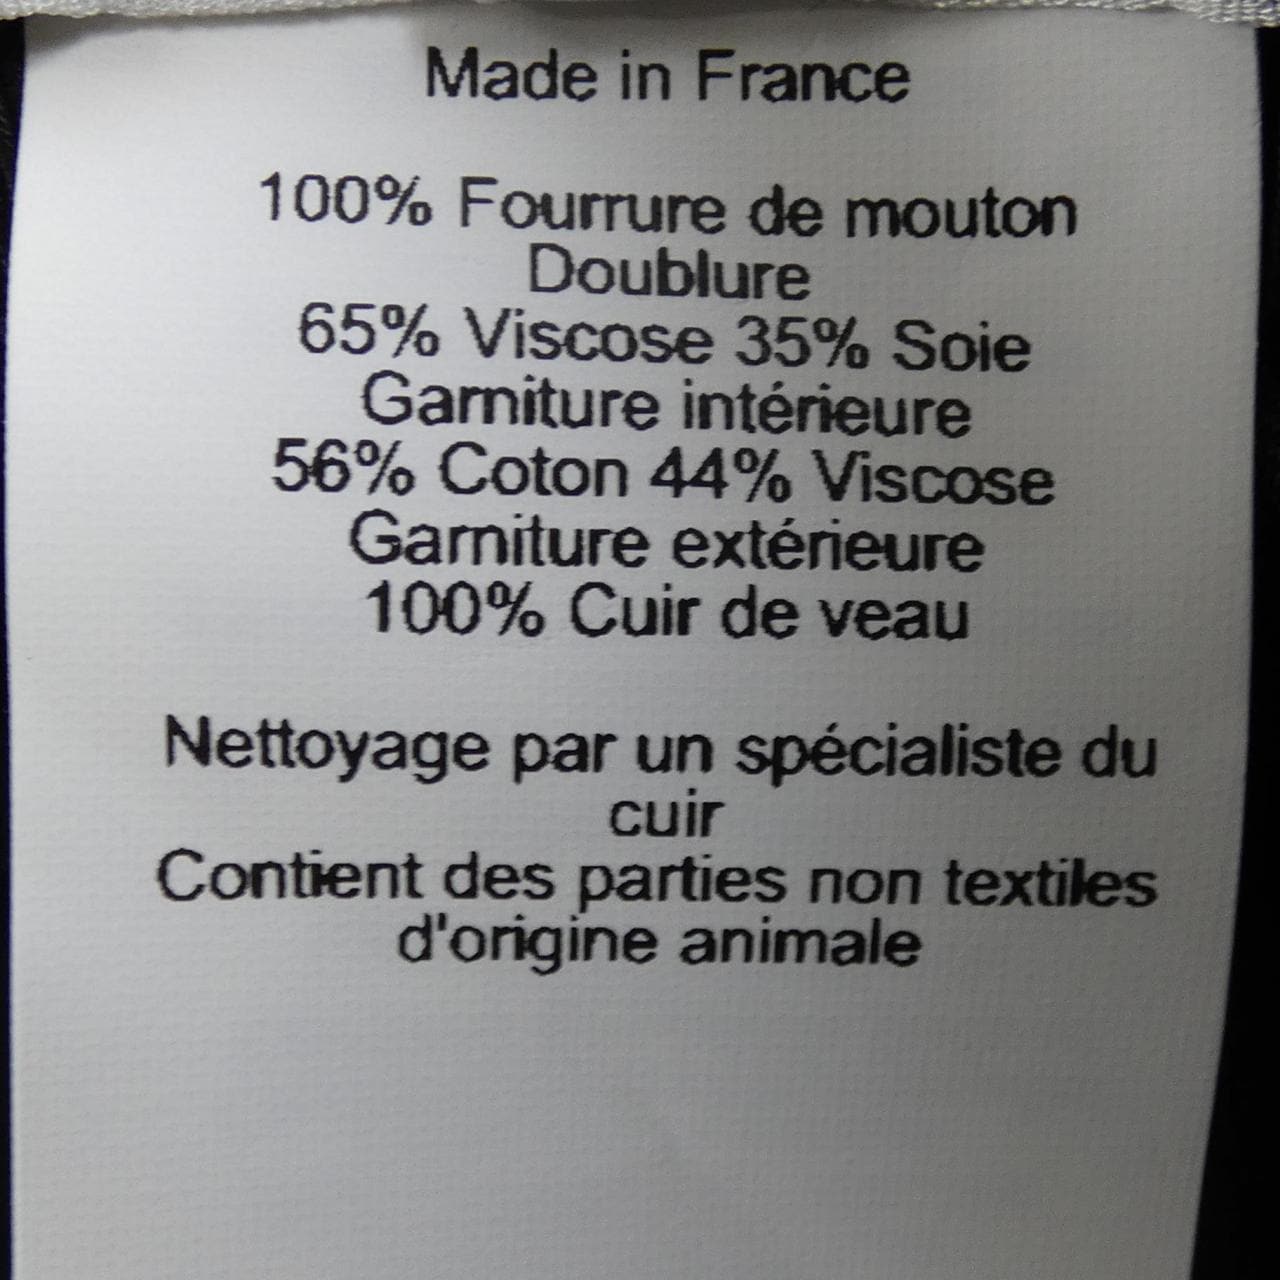 Made in France
100% Fourrure de mouton
Doublure
65% Viscose 35% Soie
Garniture intérieure
56% Coton 44% Viscose
Garniture extérieure
100% Cuir de veau
Nettoyage par un spécialiste du
cuir
Contient des parties non textiles
d'origine animale